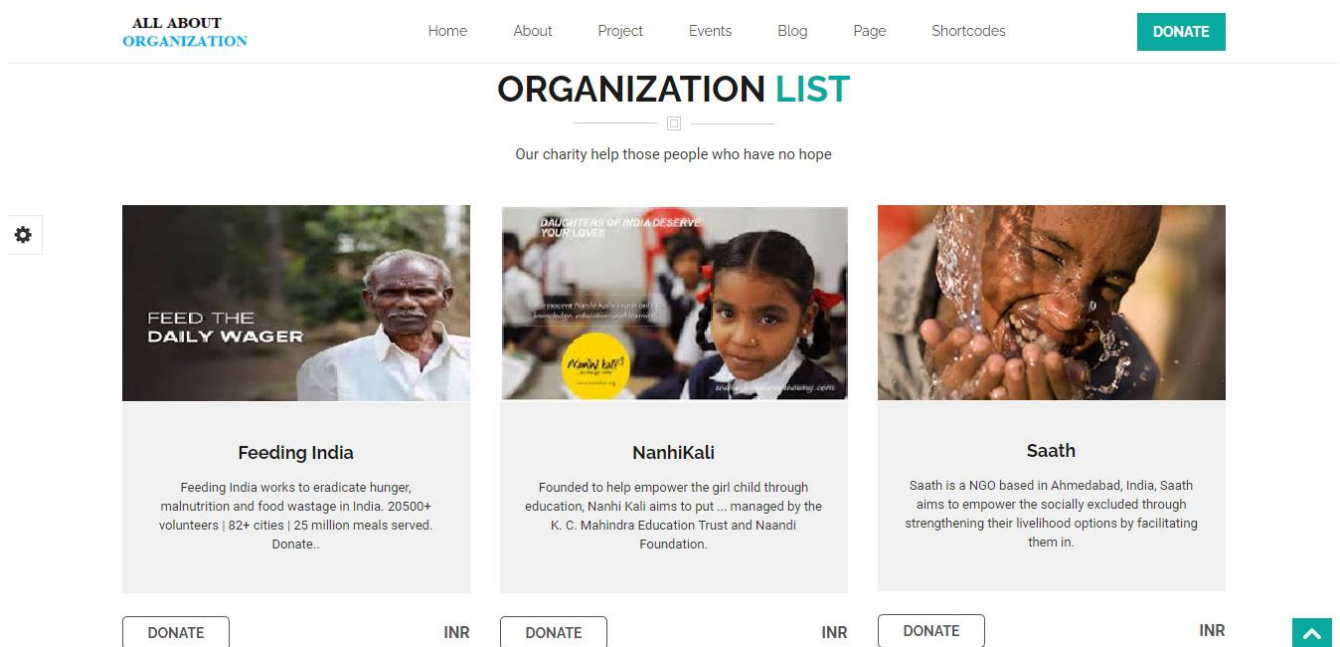 ALL ABOUT
ORGANIZATION
Home About Project Events Blog Page Shortcodes
DONATE
ORGANIZATION LIST
Our charity help those people who have no hope
FEED THE
DAILY WAGER
DAUGHTERS OF INDIA DESERVE
YOUR LOVE
Nanhi kali
Feeding India
Feeding India works to eradicate hunger,
malnutrition and food wastage in India. 20500+
volunteers | 82+ cities | 25 million meals served.
Donate..
DONATE INR
NanhiKali
Founded to help empower the girl child through
education, Nanhi Kali aims to put ... managed by the
K. C. Mahindra Education Trust and Naandi
Foundation.
DONATE INR
Saath
Saath is a NGO based in Ahmedabad, India, Saath
aims to empower the socially excluded through
strengthening their livelihood options by facilitating
them in.
DONATE INR